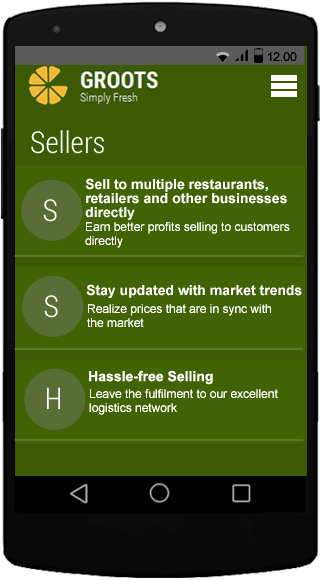 12.00
GROOTS
Simply Fresh
Sellers
S
Sell to multiple restaurants,
retailers and other businesses
directly
Earn better profits selling to customers
directly
S
Stay updated with market trends
Realize prices that are in sync with
the market
H
Hassle-free Selling
Leave the fulfilment to our excellent
logistics network